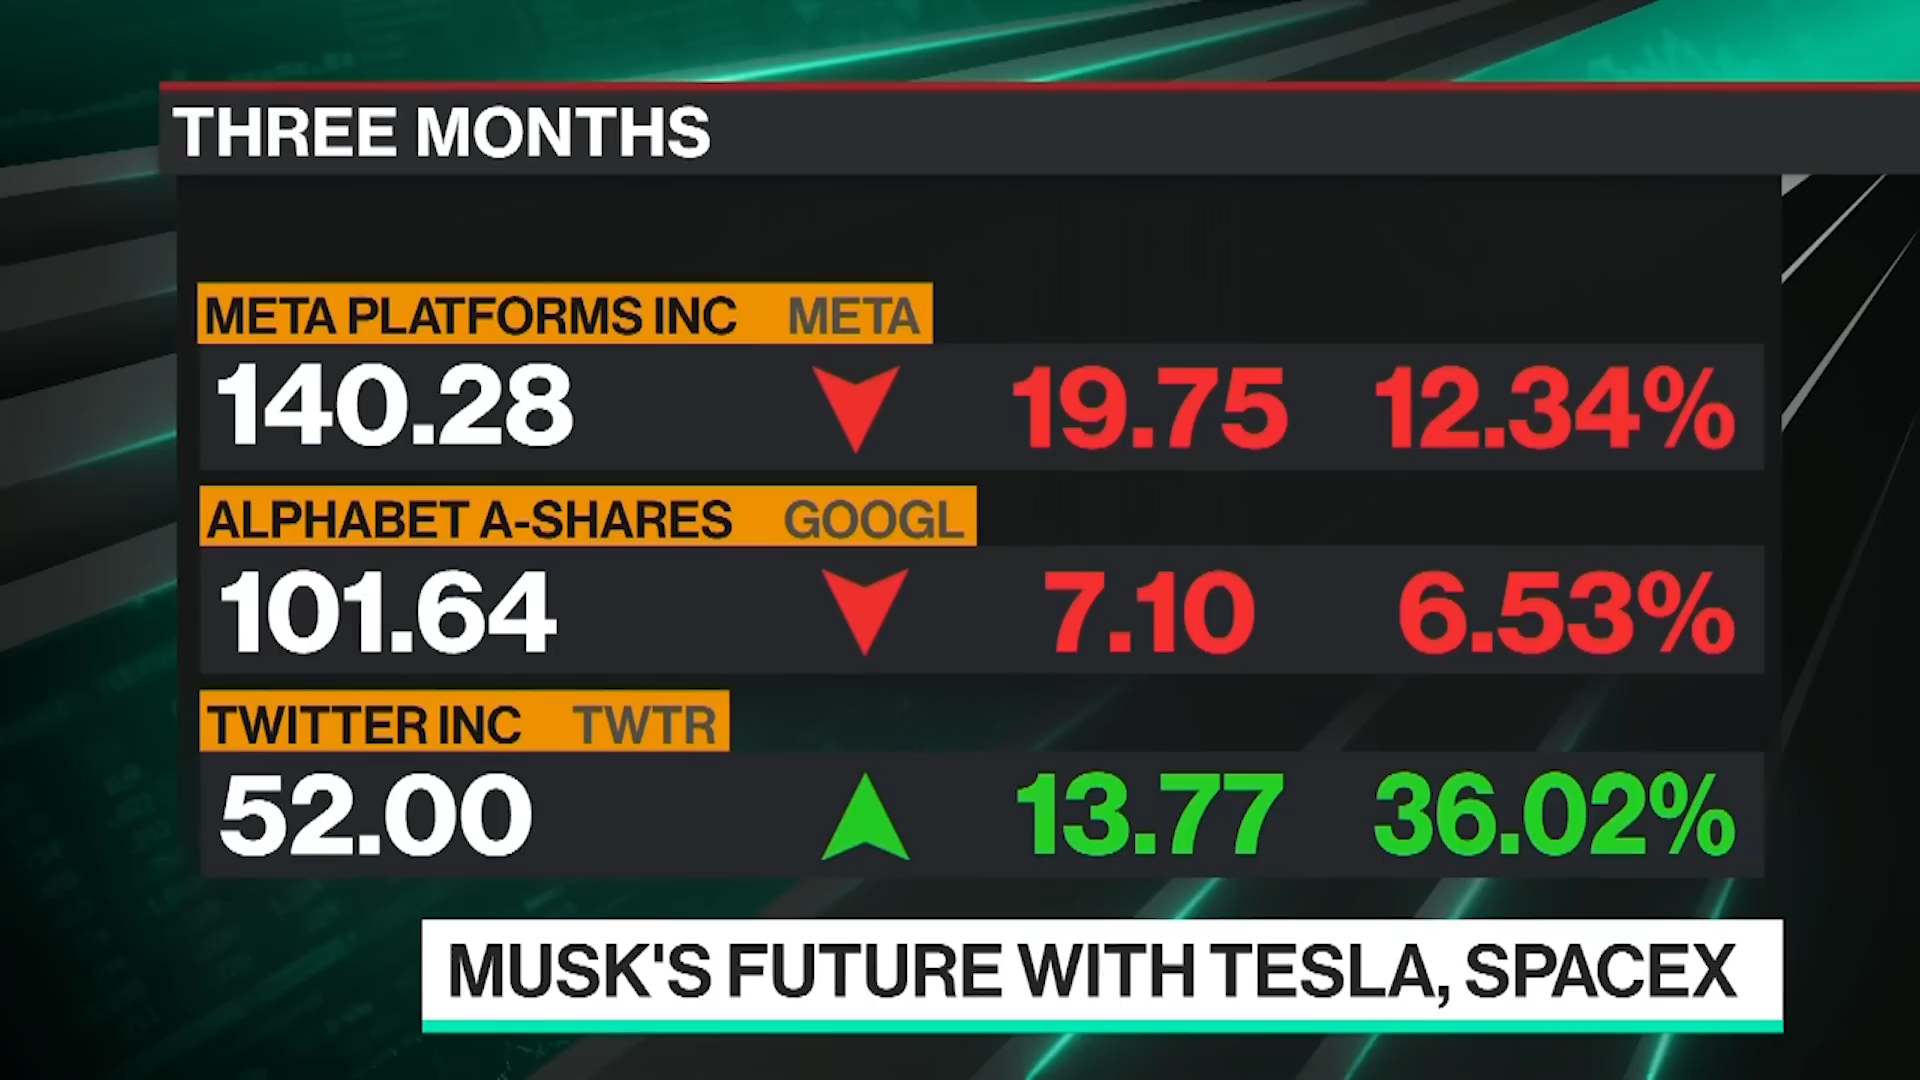 THREE MONTHS
META PLATFORMS INC META
140.28 19.75 12.34%
ALPHABET A-SHARES GOOGL
101.64 7.10 6.53%
TWITTER INC TWTR
52.00 13.77 36.02%
MUSK'S FUTURE WITH TESLA, SPACEX